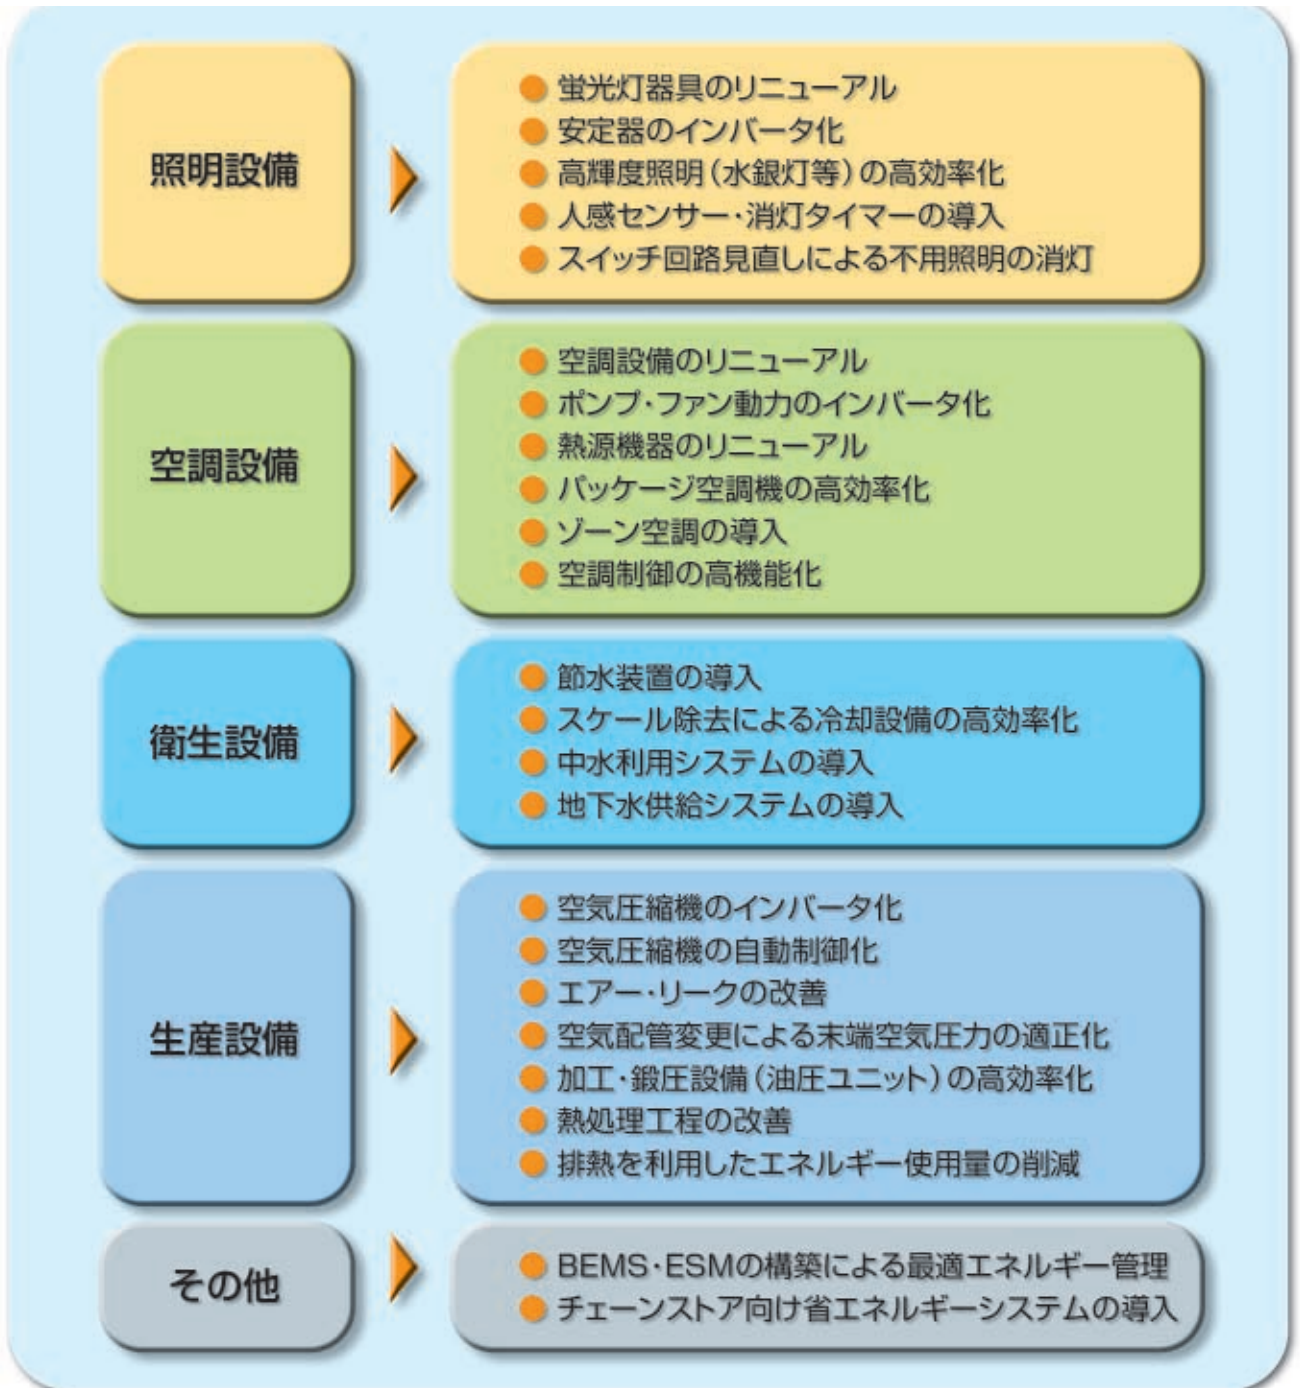 照明設備
● 蛍光灯器具のリニューアル
● 安定器のインバータ化
● 高輝度照明(水銀灯等)の高効率化
● 人感センサー・消灯タイマーの導入
● スイッチ回路見直しによる不用照明の消灯
空調設備
● 空調設備のリニューアル
● ポンプ・ファン動力のインバータ化
● 熱源機器のリニューアル
● パッケージ空調機の高効率化
● ゾーン空調の導入
● 空調制御の高機能化
衛生設備
● 節水装置の導入
● スケール除去による冷却設備の高効率化
● 中水利用システムの導入
● 地下水供給システムの導入
生産設備
● 空気圧縮機のインバータ化
● 空気圧縮機の自動制御化
● エアー・リークの改善
● 空気配管変更による末端空気圧力の適正化
● 加工・鍛圧設備(油圧ユニット)の高効率化
● 熱処理工程の改善
● 排熱を利用したエネルギー使用量の削減
その他
● BEMS・ESMの構築による最適エネルギー管理
● チェーンストア向け省エネルギーシステムの導入